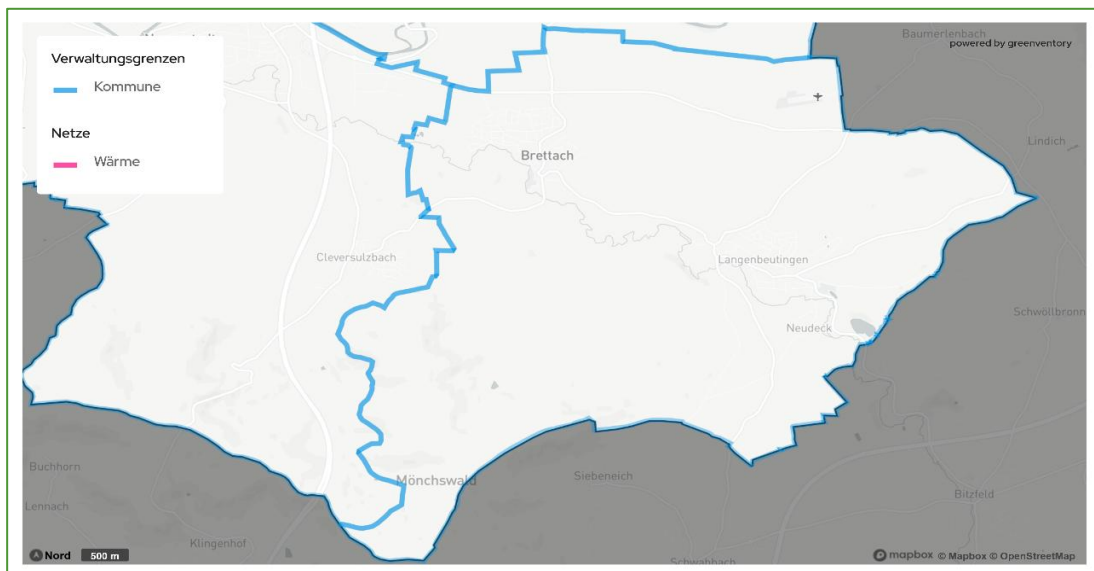 Baumerlenbach
powered by greenventory
Verwaltungsgrenzen
Kommune
Netze
Wärme
Lindich
Brettach
Cleversulzbach
Langenbeutingen
Neudeck
Schwöllbronn
Buchhorn
Mönchswald
Siebeneich
Bitzfeld
Lennach
Klingenhof
Schwabbach
Nord
500 m
mapbox © Mapbox © OpenStreetMap